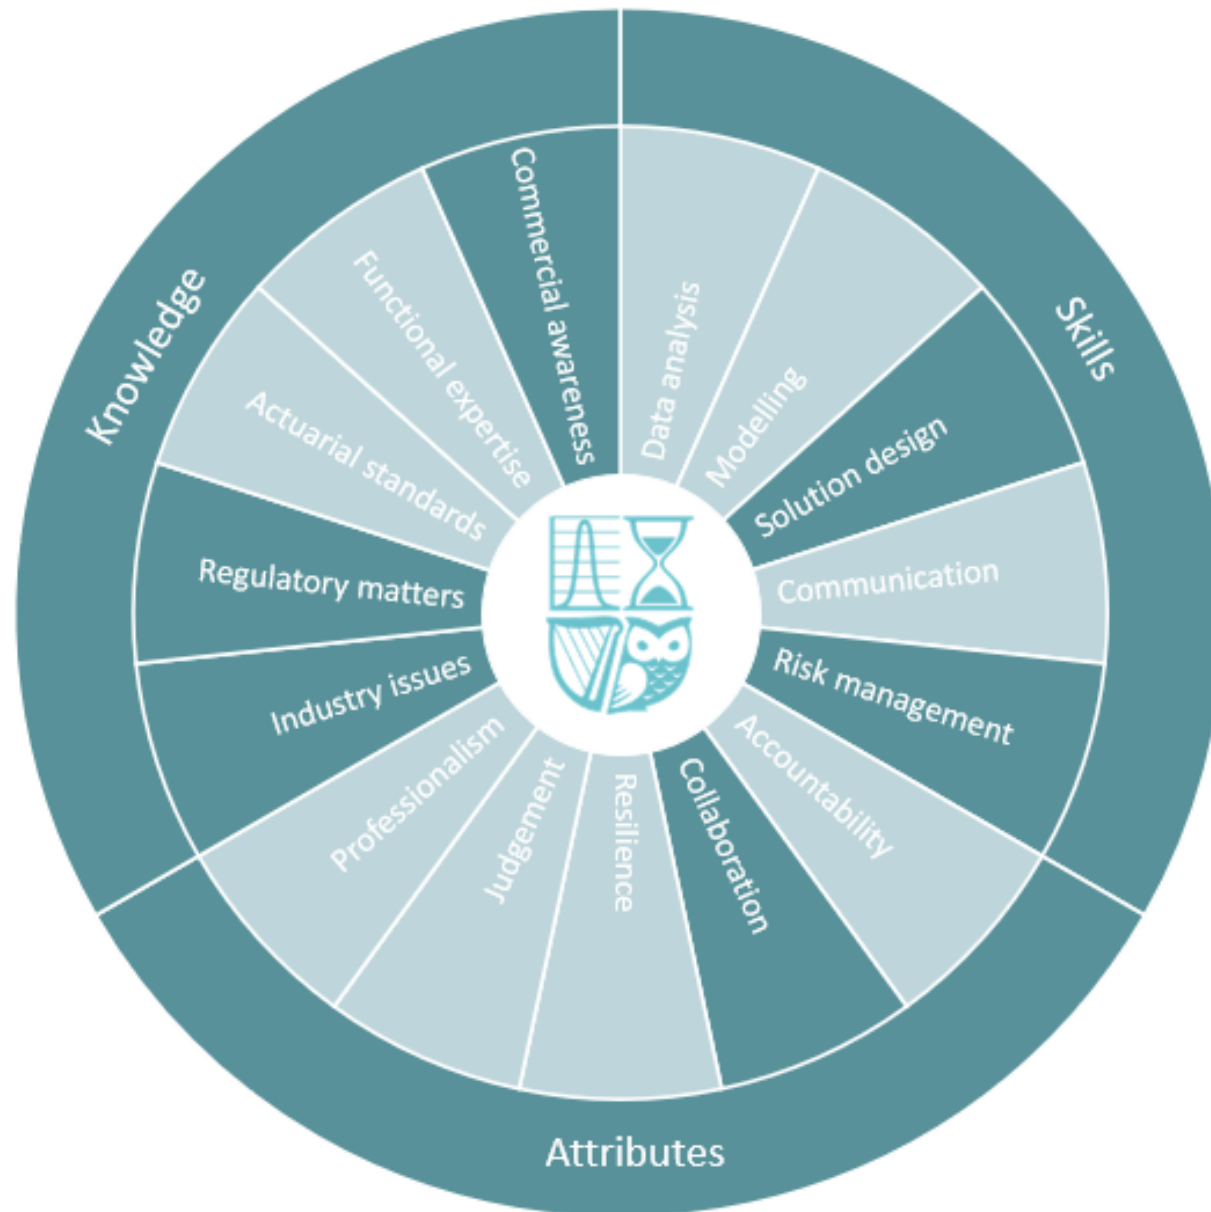 Knowledge
Skills
Attributes
Commercial awareness
Functional expertise
Actuarial standards
Regulatory matters
Industry issues
Data analysis
Modelling
Solution design
Communication
Risk management
Accountability
Collaboration
Resilience
Judgement
Professionalism